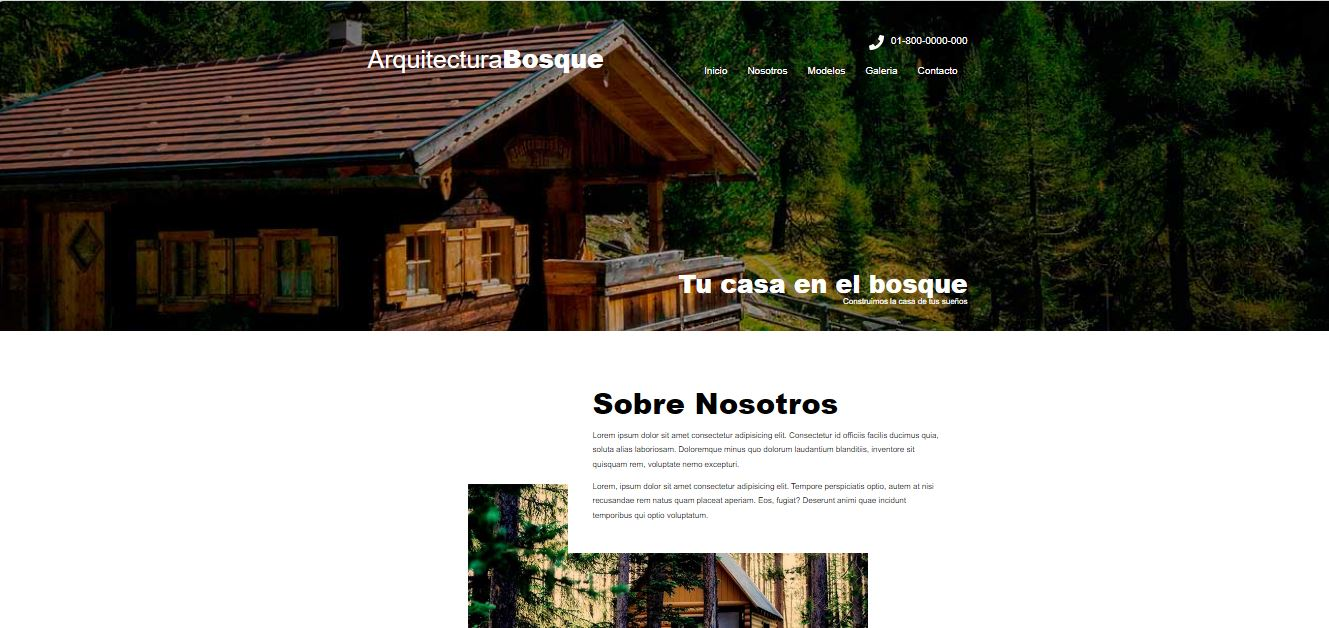 ArquitecturaBosque
01-800-0000-000
Inicio Nosotros Modelos Galeria Contacto
Tu casa en el bosque
Construimos la casa de tus sueños
Sobre Nosotros
Lorem ipsum dolor sit amet consectetur adipisicing elit. Consectetur id officiis facilis ducimus quia,
soluta alias laboriosam. Doloremque minus quo dolorum laudantium blanditiis, inventore sit
quisquam rem, voluptate nemo excepturi.
Lorem, ipsum dolor sit amet consectetur adipisicing elit. Tempore perspiciatis optio, autem at nisi
recusandae rem natus quam placeat aperiam. Eos, fugiat? Deserunt animi quae incidunt
temporibus qui optio voluptatum.